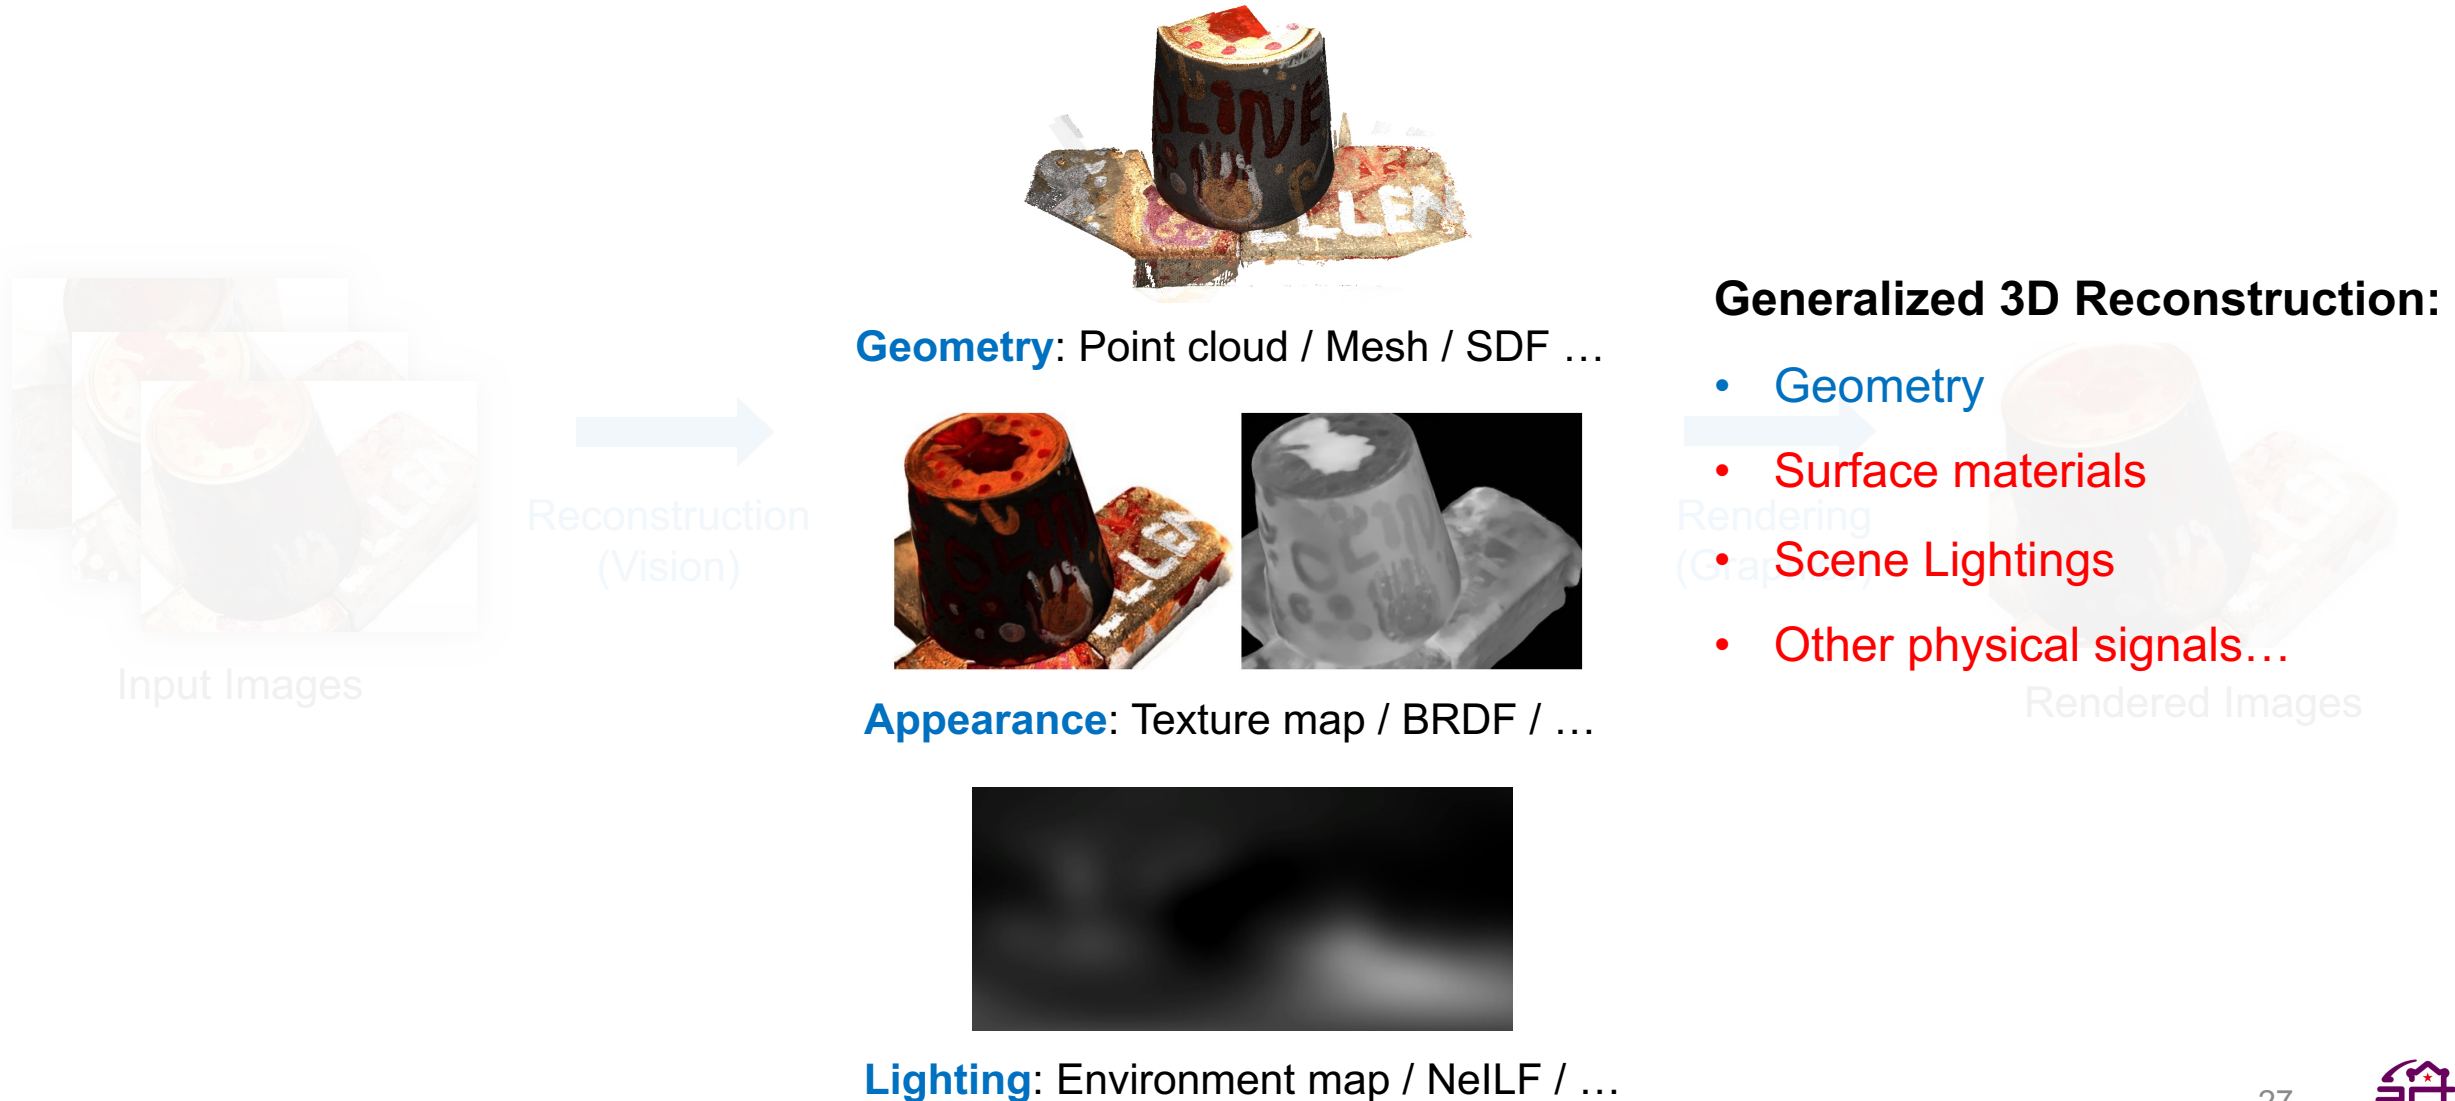 Geometry: Point cloud / Mesh / SDF …
Generalized 3D Reconstruction:
• Geometry
• Surface materials
• Scene Lightings
• Other physical signals…
Reconstruction
(Vision)
Rendering
Input Images
Rendered Images
Appearance: Texture map / BRDF / …
Lighting: Environment map / NeILF / …
27